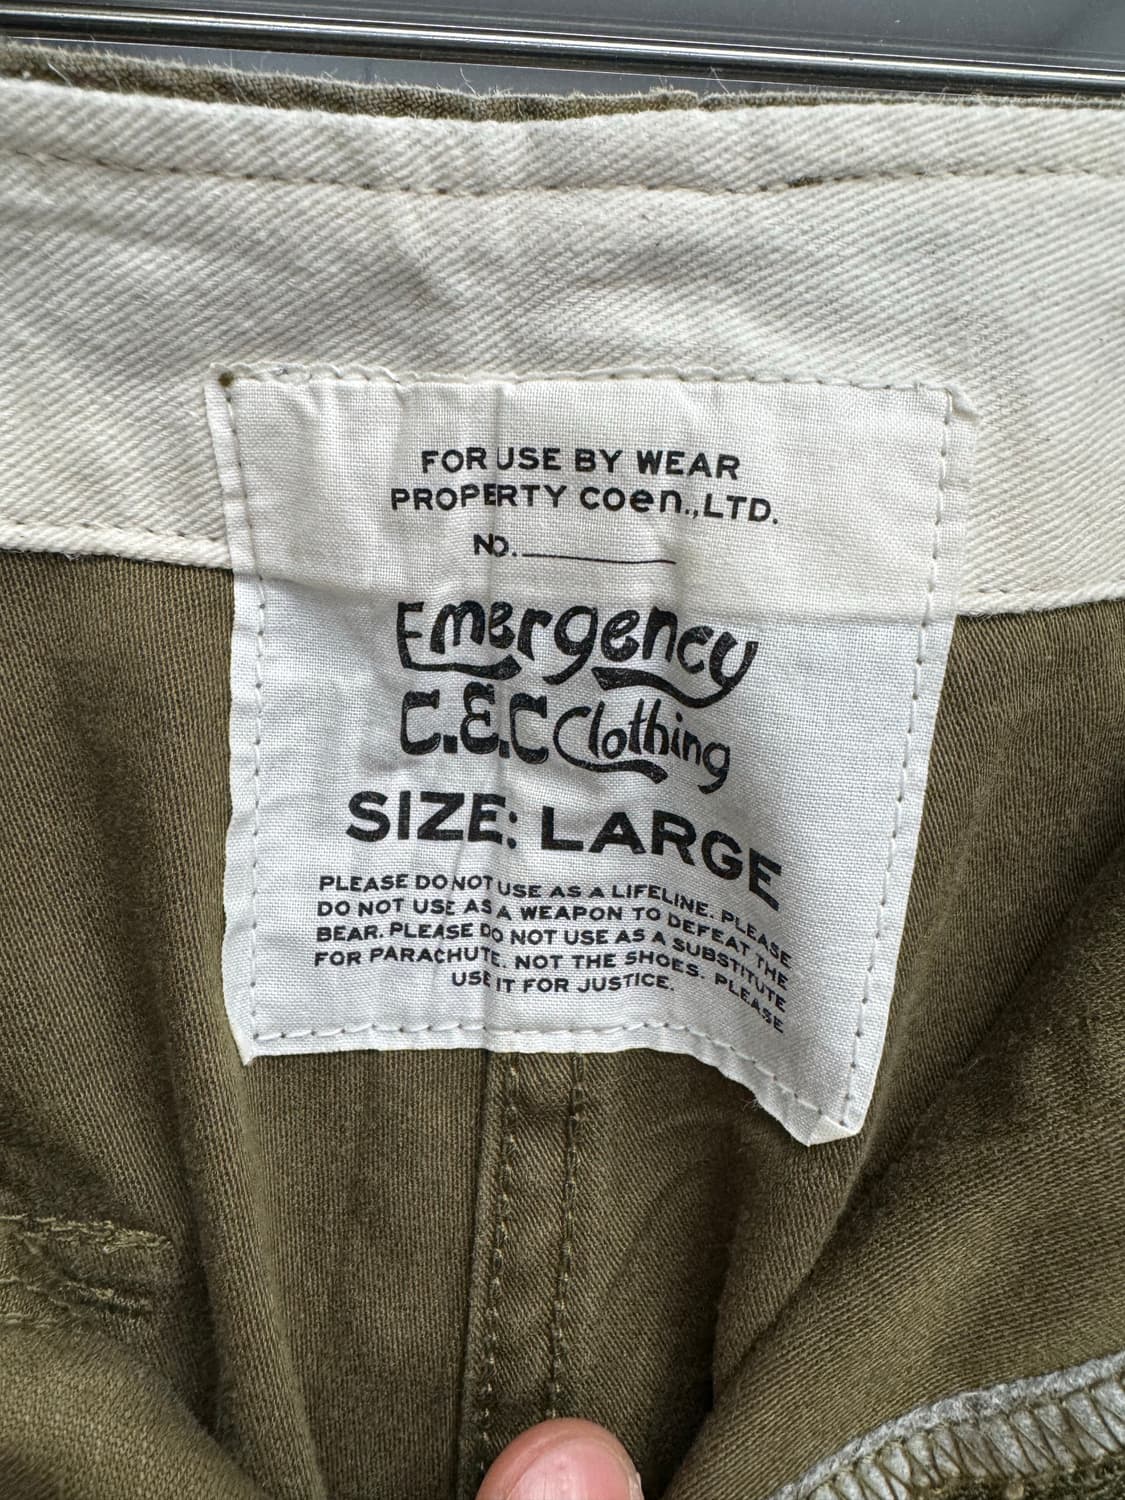 FOR USE BY WEAR
PROPERTY coen.,LTD.
NO.
Emergency
C.E.C Clothing
SIZE: LARGE
PLEASE DO NOT USE AS A LIFELINE. PLEASE
DO NOT USE AS A WEAPON TO DEFEAT THE
BEAR. PLEASE DO NOT USE AS A SUBSTITUTE
FOR PARACHUTE. NOT THE SHOES. PLEASE
USE IT FOR JUSTICE.